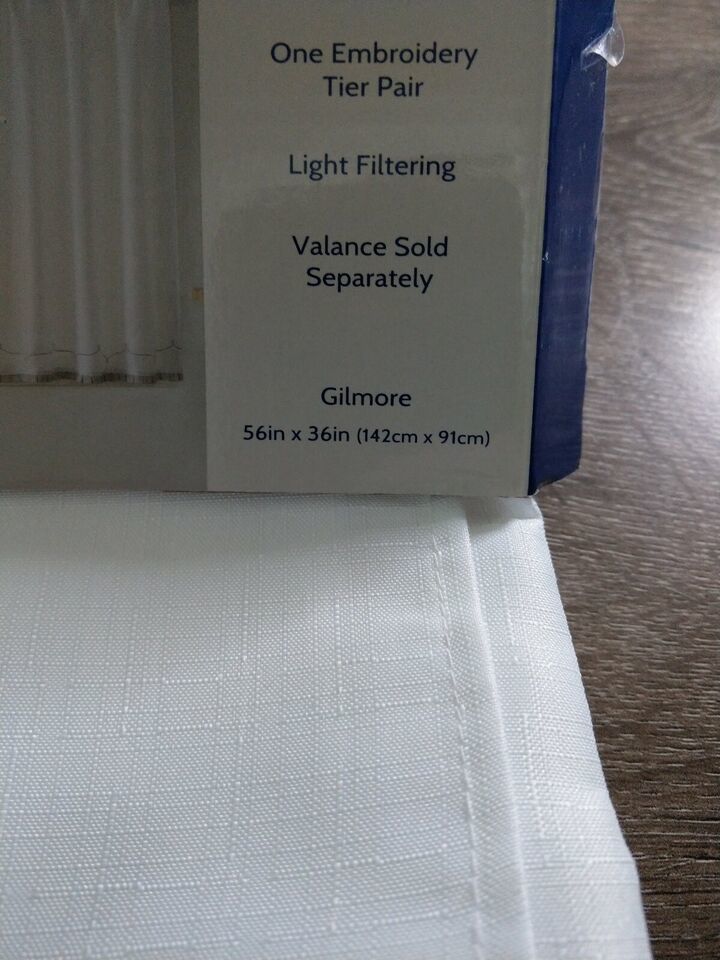 One Embroidery
Tier Pair
Light Filtering
Valance Sold
Separately
Gilmore
56in x 36in (142cm x 91cm)